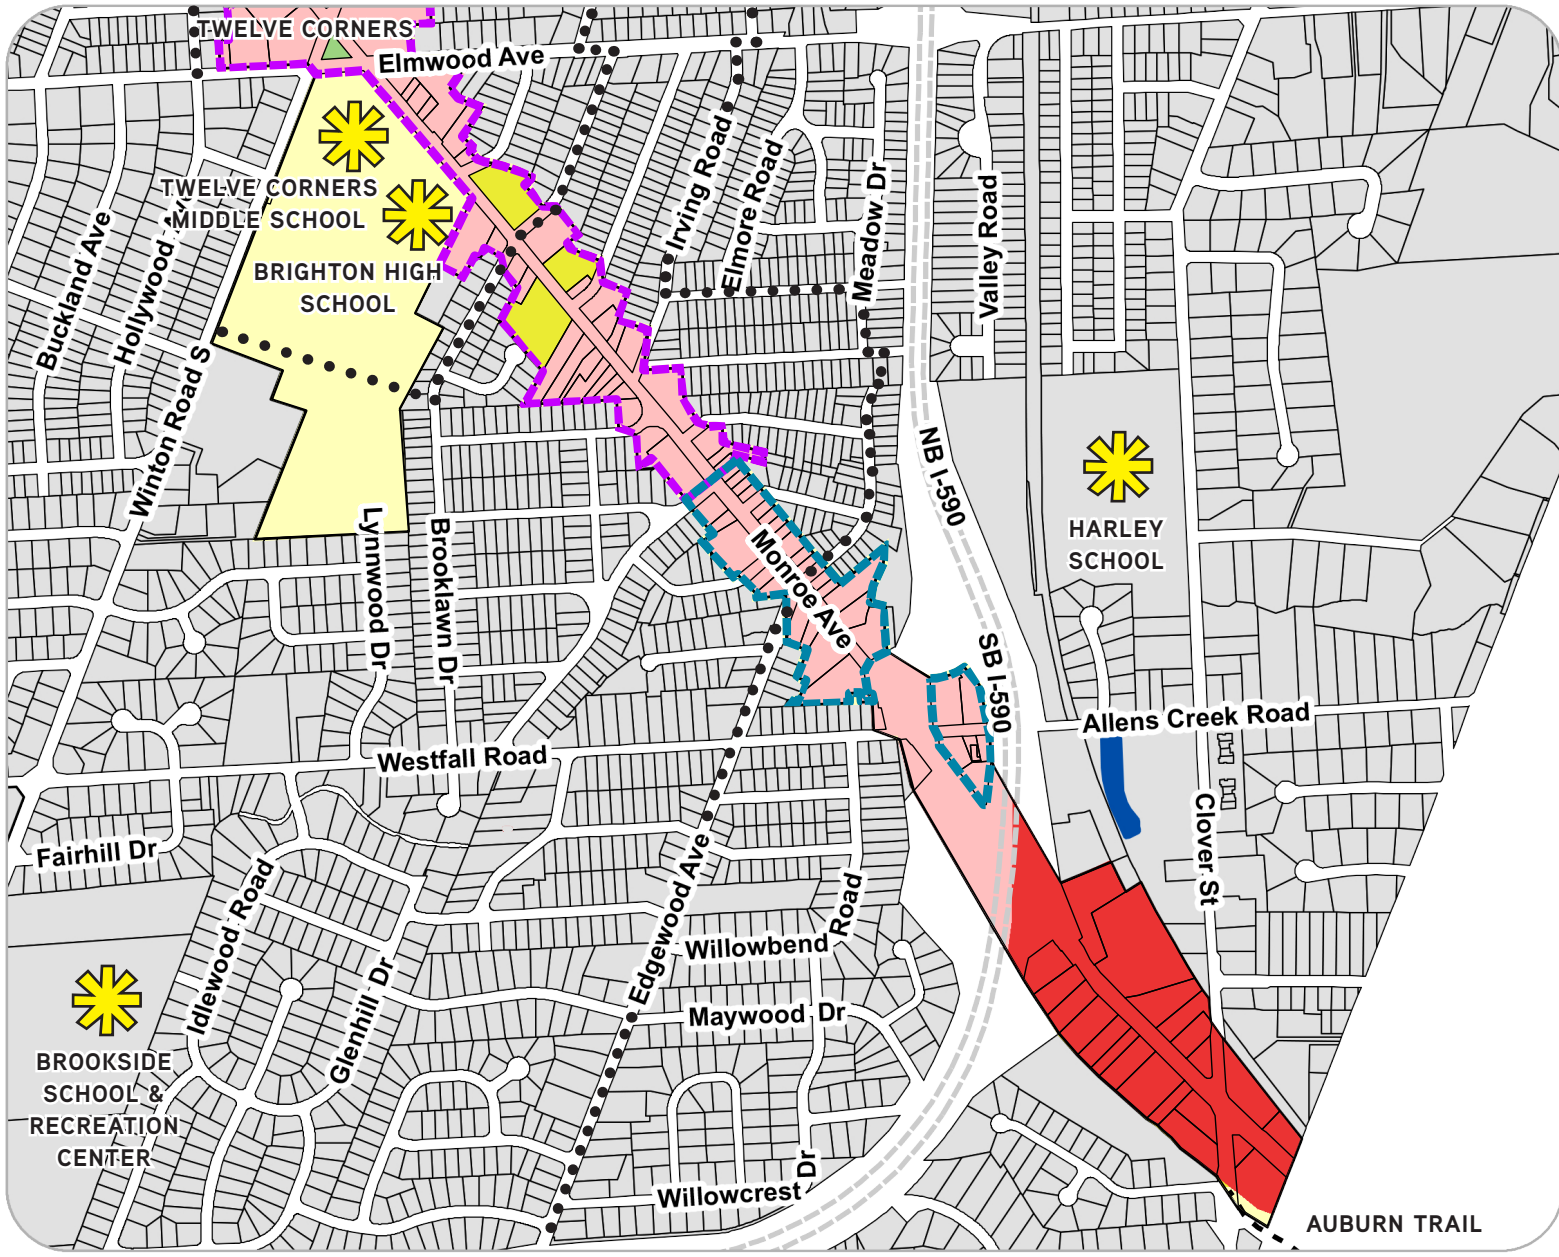 TWELVE CORNERS
Elmwood Ave
TWELVE CORNERS
MIDDLE SCHOOL
BRIGHTON HIGH
SCHOOL
Buckland Ave
Hollywood Av
Winton Road S
Irving Road
Elmore Road
Meadow Dr
Valley Road
NB I-590
HARLEY
SCHOOL
Lynnwood Dr
Brooklawn Dr
Monroe Ave
SB I-590
Allens Creek Road
Westfall Road
Clover St
Fairhill Dr
Idlewood Road
Glenhill Dr
Edgewood Ave
Willowbend Road
Maywood Dr
BROOKSIDE
SCHOOL &
RECREATION
CENTER
Willowcrest Dr
AUBURN TRAIL